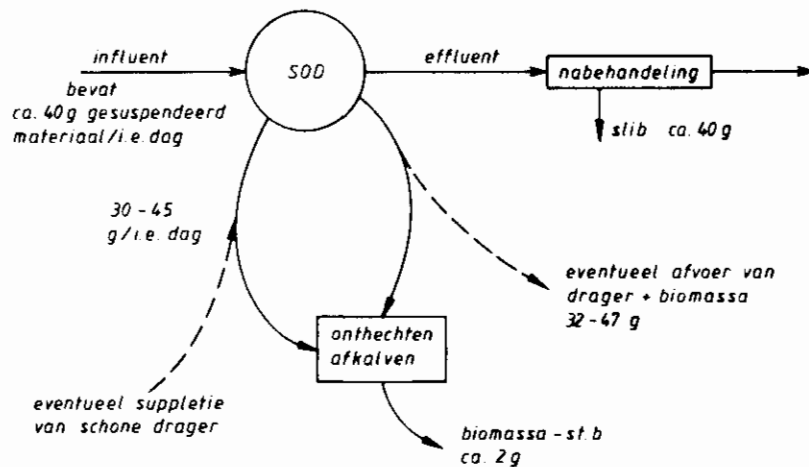 influent
SOD
effluent
nabehandeling
bevat
ca. 40 g gesuspendeerd
materiaal/i.e. dag
slib ca. 40 g
30 - 45
g/i.e. dag
eventueel afvoer van
drager + biomassa
32-47 g
onthechten
afkalven
eventueel suppletie
van schone drager
biomassa - st.b
ca. 2 g